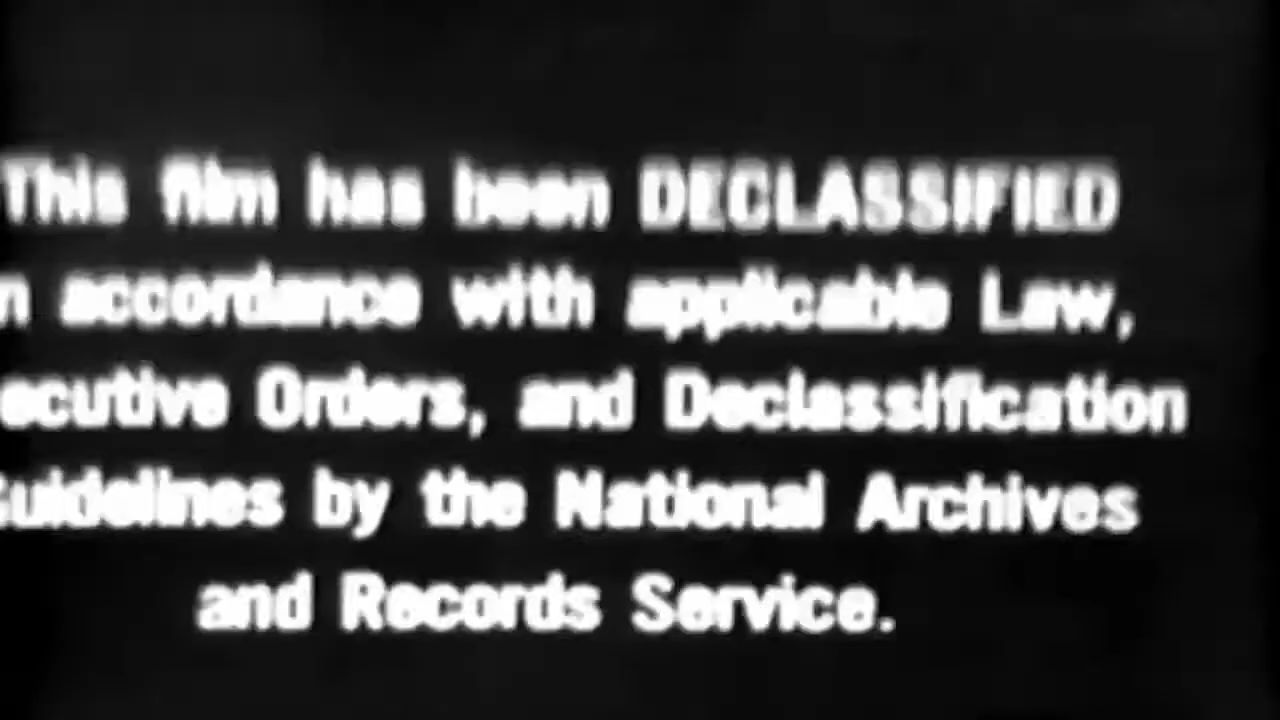 This film has been DECLASSIFIED
n accordance with applicable Law,
ecutive Orders, and Declassification
Guidelines by the National Archives
and Records Service.